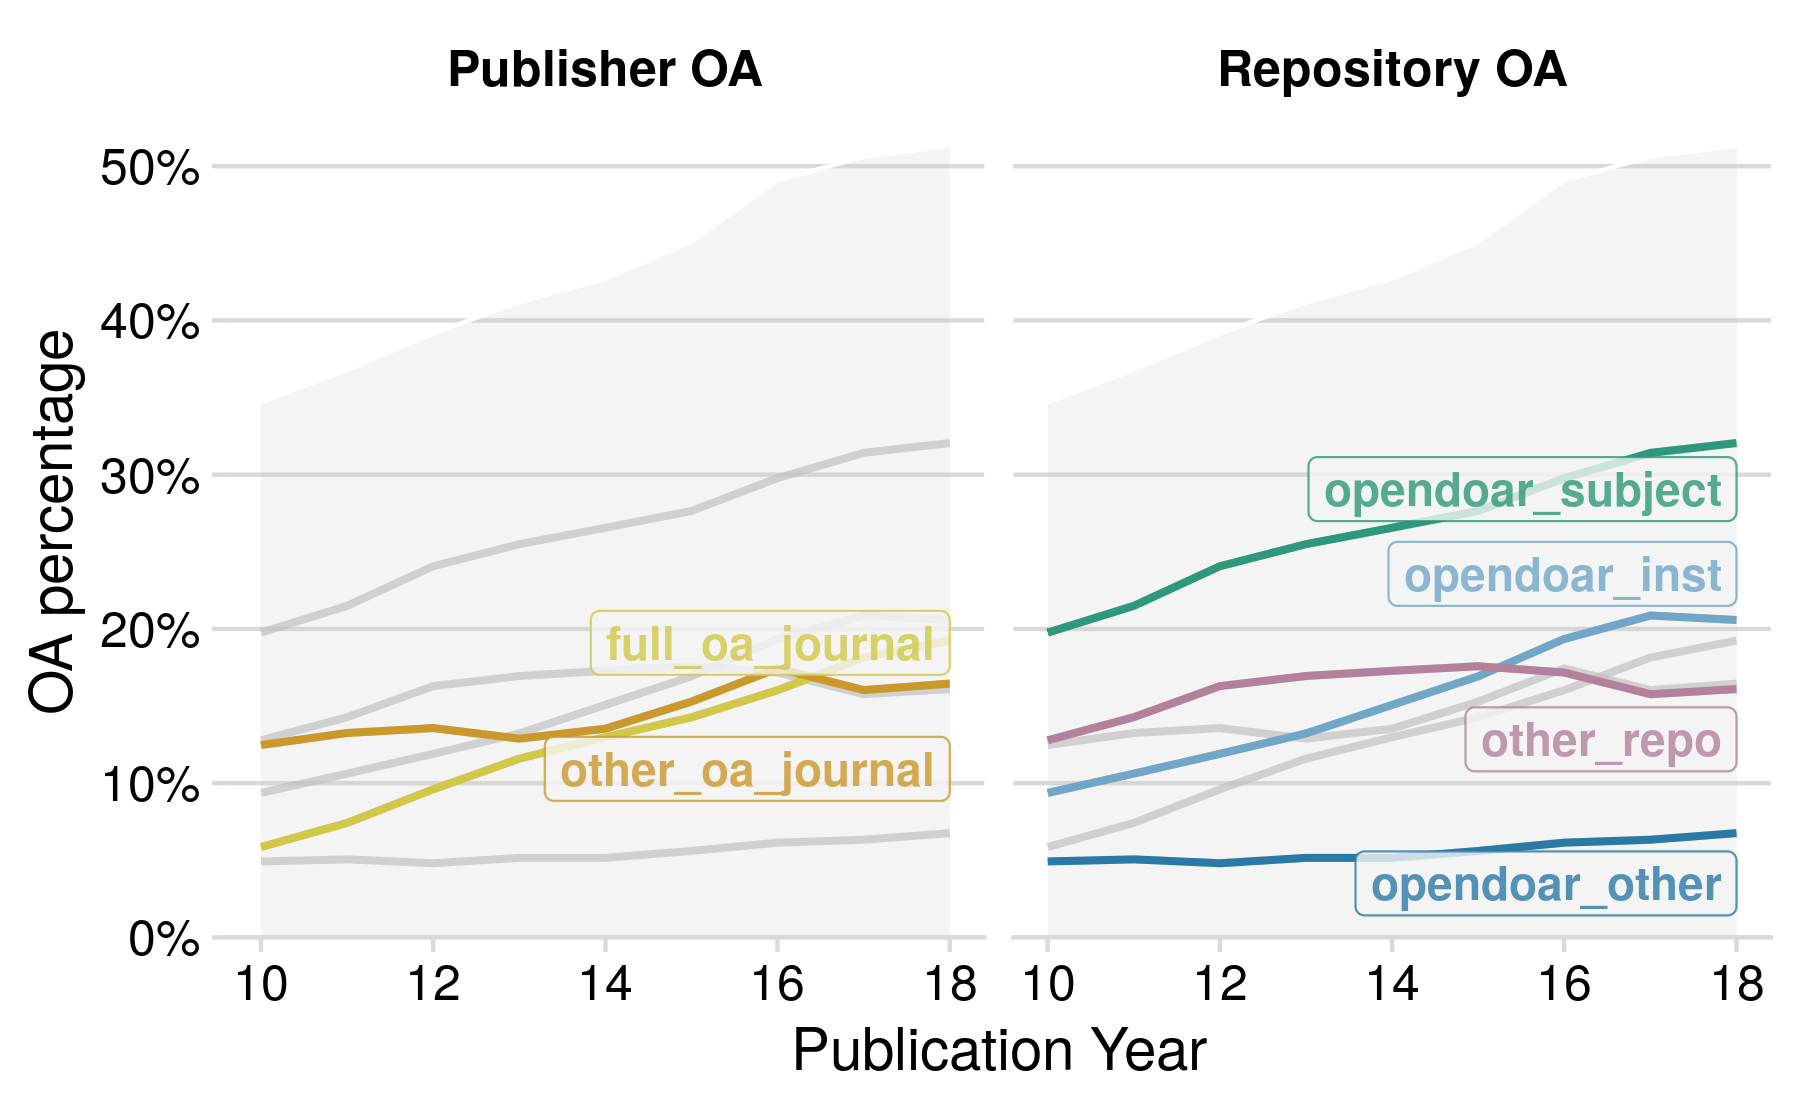 Publisher OA
Repository OA
OA percentage
50%
40%
30%
20%
10%
0%
full_oa_journal
other_oa_journal
opendoar_subject
opendoar_inst
other_repo
opendoar_other
10 12 14 16 18
10 12 14 16 18
Publication Year